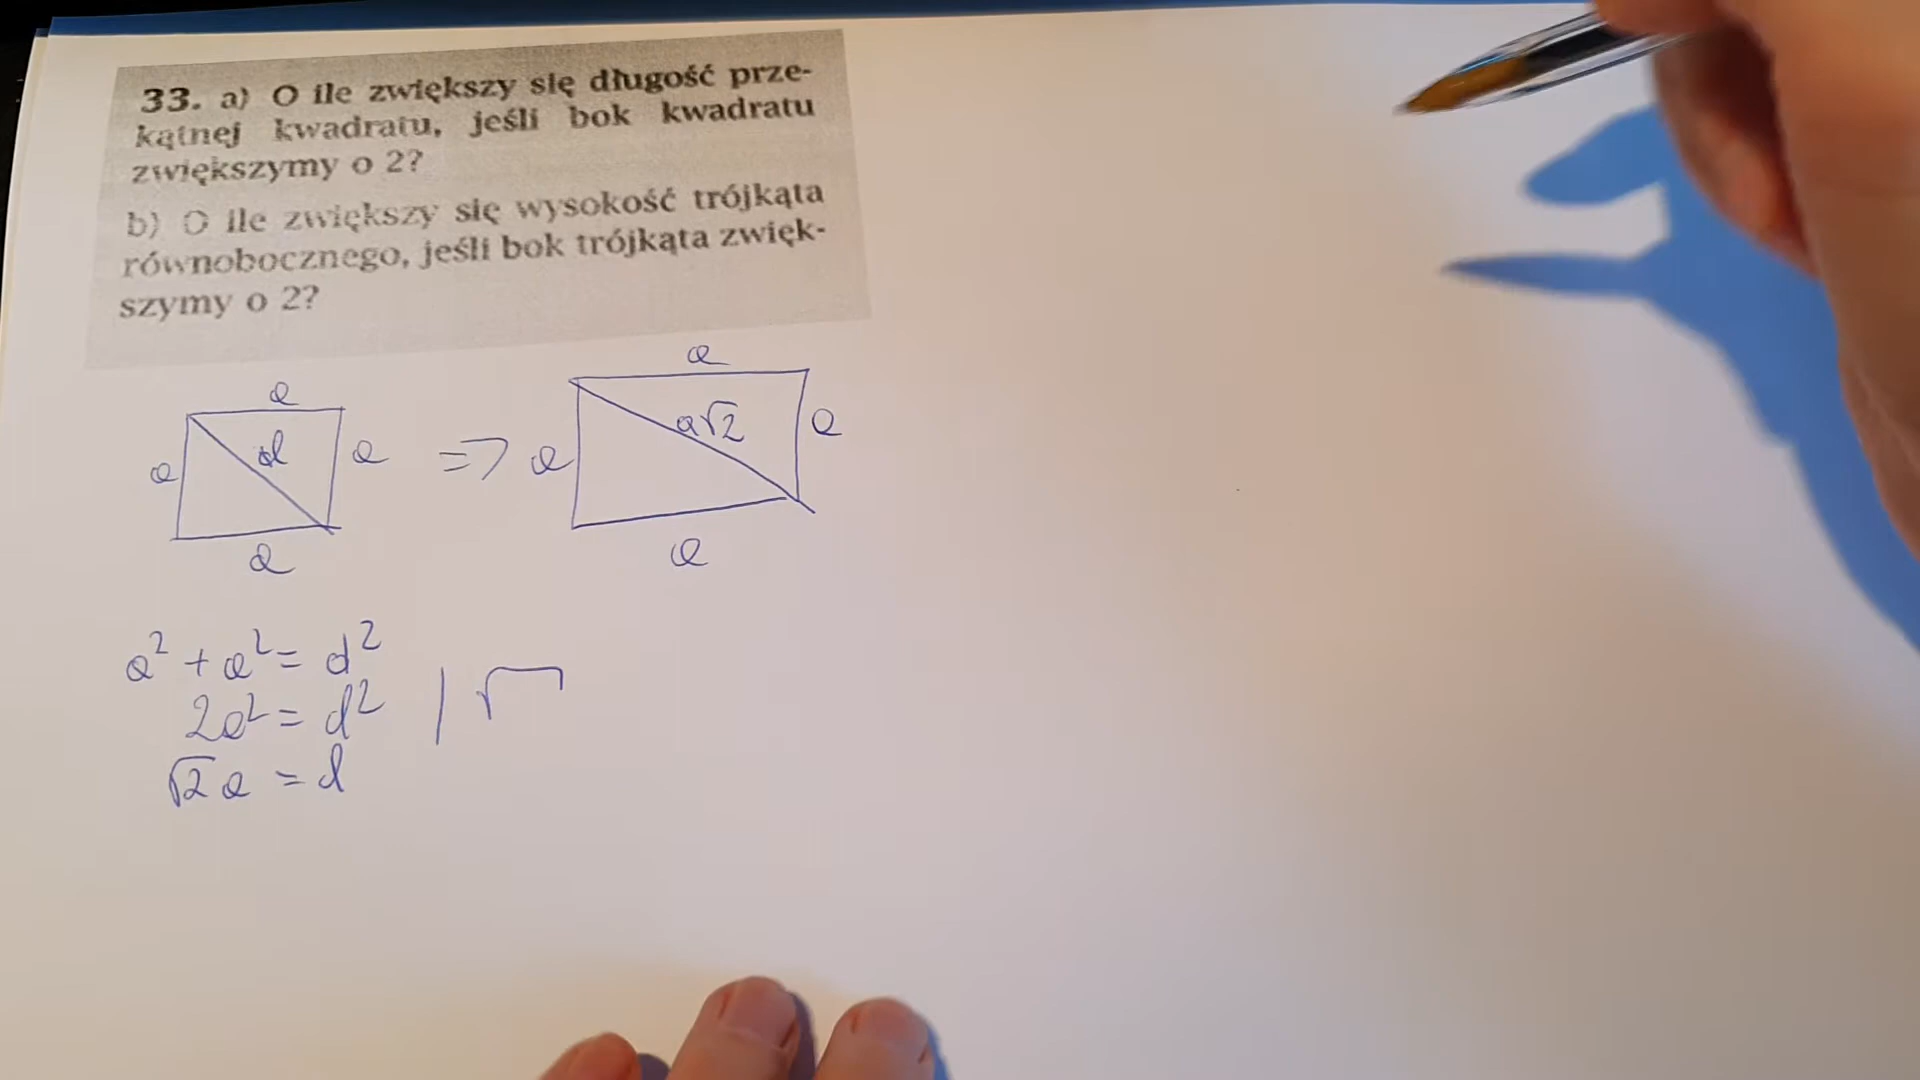 33. a) O ile zwiększy się długość prze-
kątnej kwadratu, jeśli bok kwadratu
zwiększymy o 2?
b) O ile zwiększy się wysokość trójkąta
równobocznego, jeśli bok trójkąta zwięk-
szymy o 2?
a
a d a
a
=>
a
a a√2 a
a
a² + a² = d²
2a² = d² | √
√2 a = d